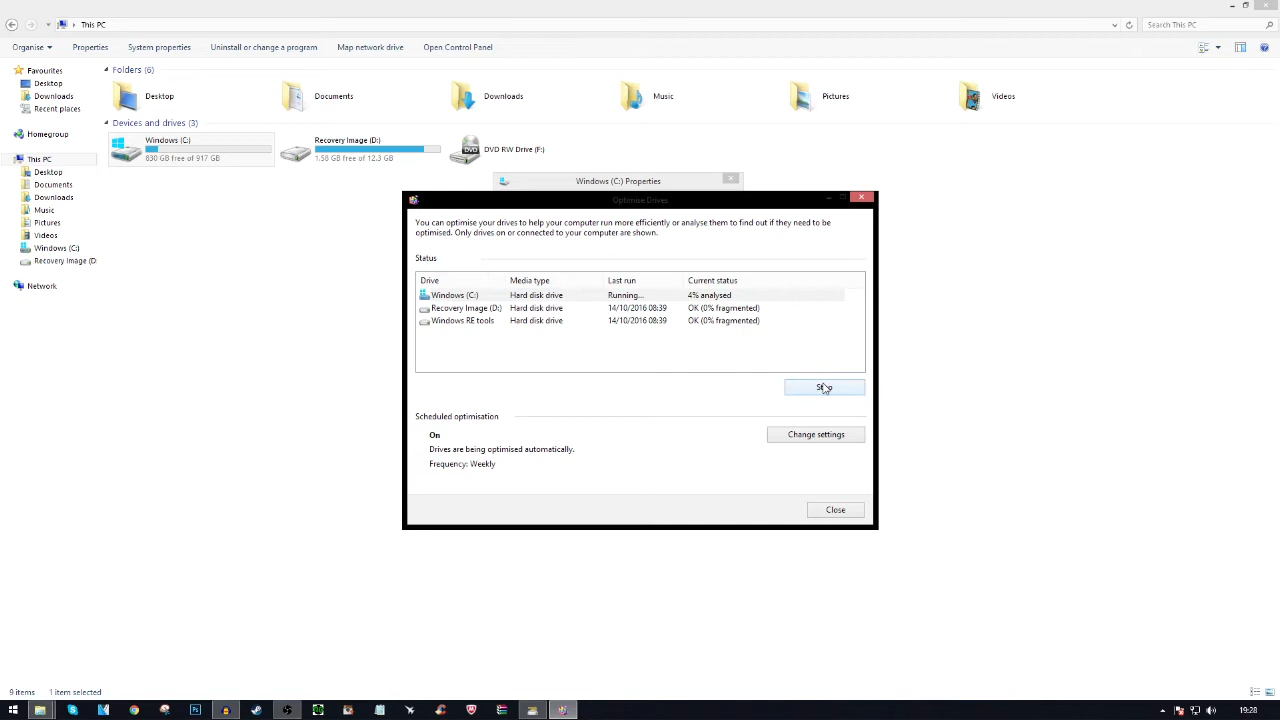 This PC
Search This PC
Organise
Properties
System properties
Uninstall or change a program
Map network drive
Open Control Panel
Favourites
Desktop
Downloads
Recent places
Homegroup
This PC
Desktop
Documents
Downloads
Music
Pictures
Videos
Windows (C:)
Recovery Image (D:
Network
Folders (6)
Desktop
Documents
Downloads
Music
Pictures
Videos
Devices and drives (3)
Windows (C:)
830 GB free of 917 GB
Recovery Image (D:)
1.58 GB free of 12.3 GB
DVD
DVD RW Drive (F:)
Windows (C:) Properties
Optimise Drives
You can optimise your drives to help your computer run more efficiently or analyse them to find out if they need to be
optimised. Only drives on or connected to your computer are shown.
Status
Drive Media type Last run Current status
Windows (C:) Hard disk drive Running... 4% analysed
Recovery Image (D:) Hard disk drive 14/10/2016 08:39 OK (0% fragmented)
Windows RE tools Hard disk drive 14/10/2016 08:39 OK (0% fragmented)
Stop
Scheduled optimisation
On
Change settings
Drives are being optimised automatically.
Frequency: Weekly
Close
9 items 1 item selected
19:28